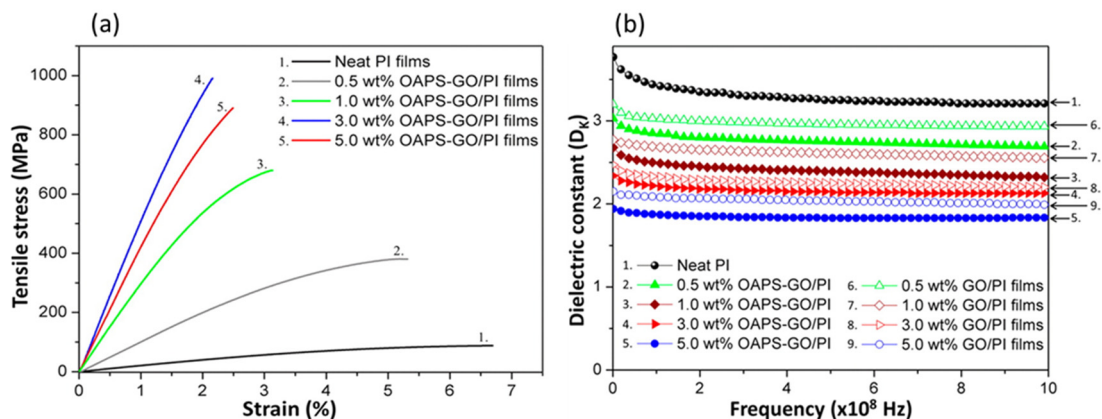 (a)
Tensile stress (MPa)
1000
800
600
400
200
0
0 1 2 3 4 5 6 7
Strain (%)
1. Neat PI films
2. 0.5 wt% OAPS-GO/PI films
3. 1.0 wt% OAPS-GO/PI films
4. 3.0 wt% OAPS-GO/PI films
5. 5.0 wt% OAPS-GO/PI films
4.
5.
3.
2.
1.
(b)
Dielectric constant (DK)
3
2
1
0
0 2 4 6 8 10
Frequency (x10⁸ Hz)
1.
6.
2.
7.
3.
8.
4.
9.
5.
1. Neat PI
2. 0.5 wt% OAPS-GO/PI 6. 0.5 wt% GO/PI films
3. 1.0 wt% OAPS-GO/PI 7. 1.0 wt% GO/PI films
4. 3.0 wt% OAPS-GO/PI 8. 3.0 wt% GO/PI films
5. 5.0 wt% OAPS-GO/PI 9. 5.0 wt% GO/PI films